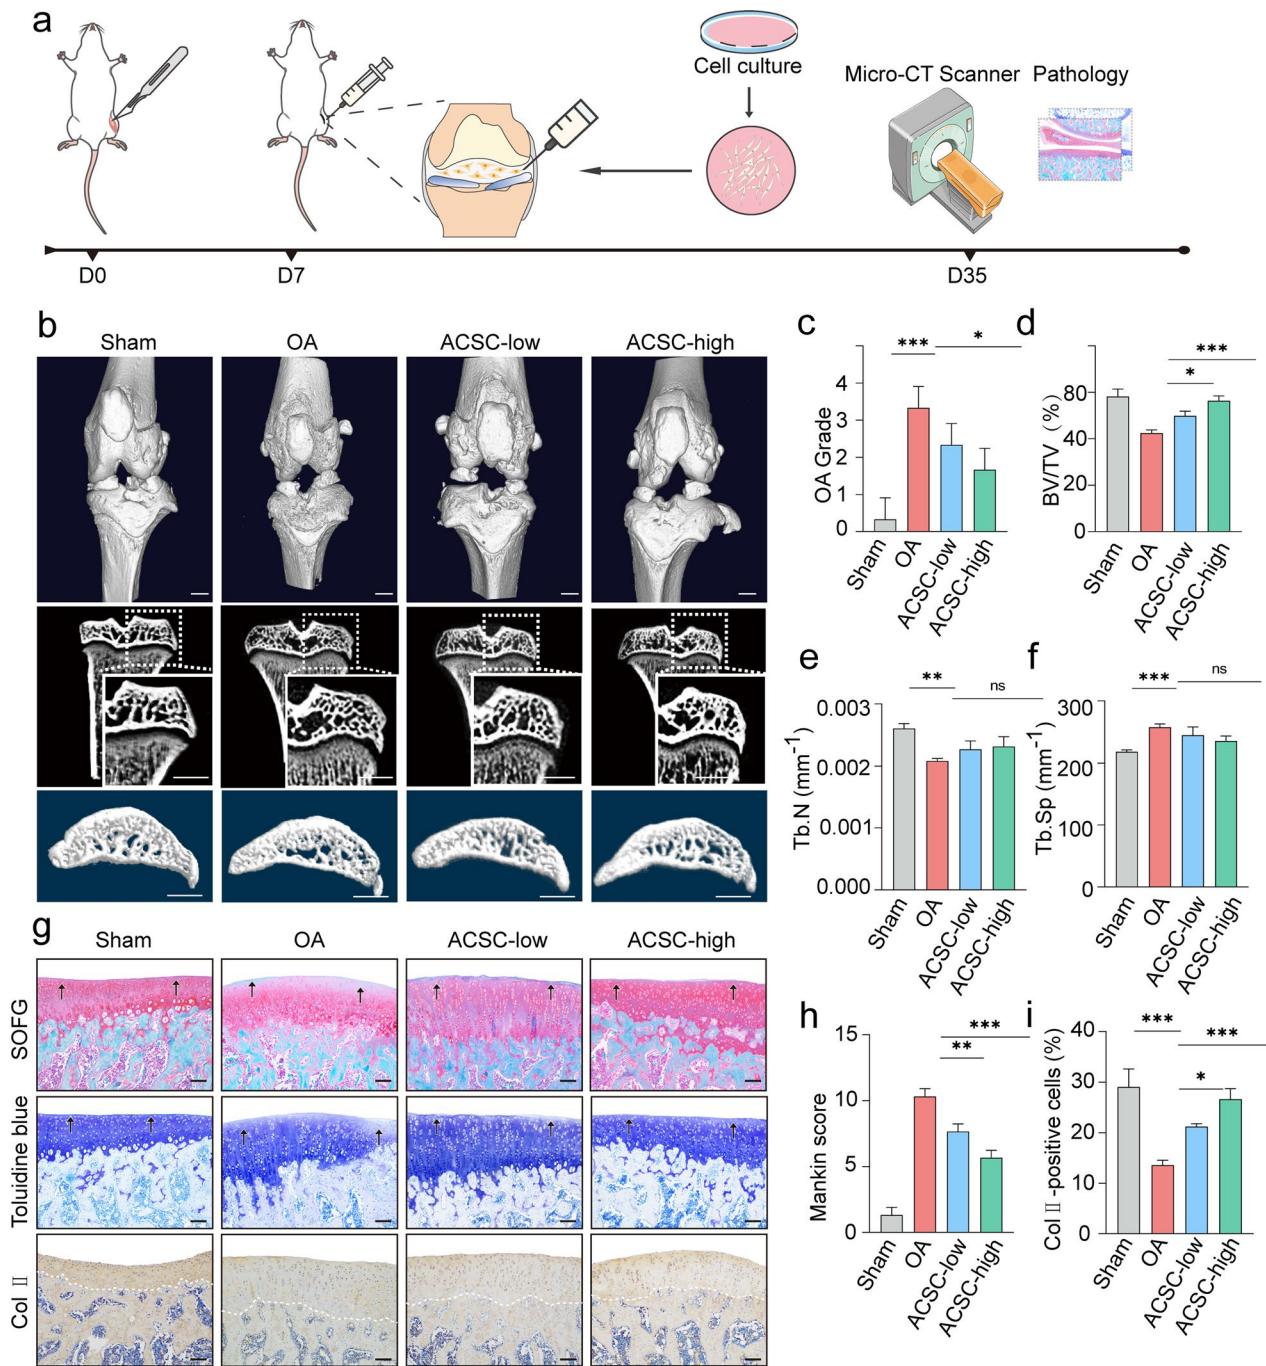 a
Cell culture
Micro-CT Scanner Pathology
D0 D7 D35
b
Sham OA ACSC-low ACSC-high
c
*** *
OA Grade
4
3
2
1
0
Sham OA ACSC-low ACSC-high
d
***
*
BV/TV (%)
80
40
80
0
Sham OA ACSC-low ACSC-high
e
** ns
Tb.N (mm⁻¹)
0.003
0.002
0.001
0.000
Sham OA ACSC-low ACSC-high
f
*** ns
Tb.Sp (mm⁻¹)
300
200
100
0
Sham OA ACSC-low ACSC-high
g
Sham OA ACSC-low ACSC-high
SOFG
Toluidine blue
Col Ⅱ
h
***
**
Mankin score
15
10
5
0
Sham OA ACSC-low ACSC-high
i
*** ***
*
Col Ⅱ -positive cells (%)
40
30
20
10
0
Sham OA ACSC-low ACSC-high